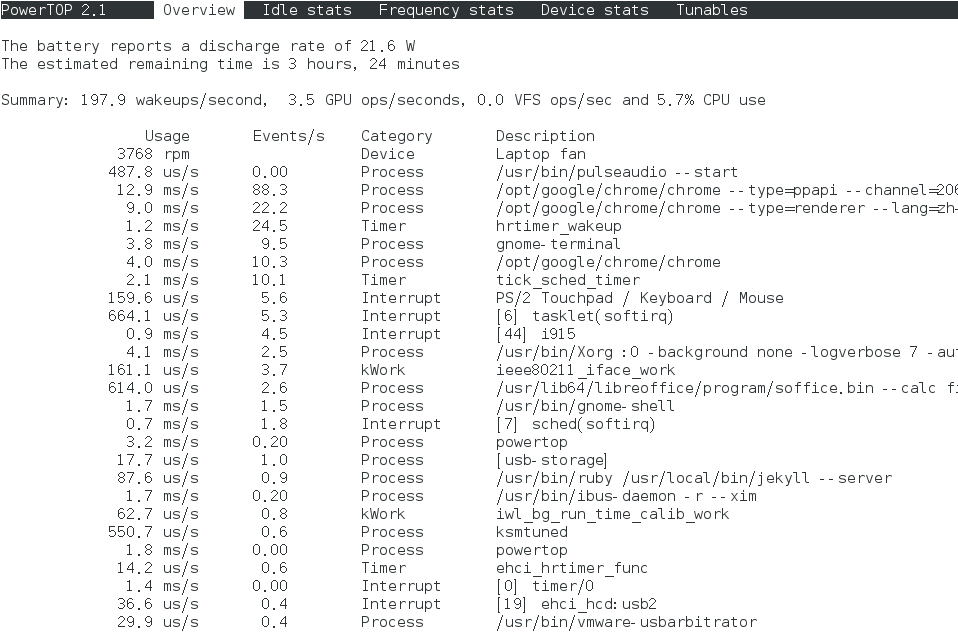 PowerTOP 2.1 Overview Idle stats Frequency stats Device stats Tunables
The battery reports a discharge rate of 21.6 W
The estimated remaining time is 3 hours, 24 minutes
Summary: 197.9 wakeups/second, 3.5 GPU ops/seconds, 0.0 VFS ops/sec and 5.7% CPU use
Usage Events/s Category Description
3768 rpm Device Laptop fan
487.8 us/s 0.00 Process /usr/bin/pulseaudio --start
12.9 ms/s 88.3 Process /opt/google/chrome/chrome --type=ppapi --channel=206
9.0 ms/s 22.2 Process /opt/google/chrome/chrome --type=renderer --lang=zh-
1.2 ms/s 24.5 Timer hrtimer_wakeup
3.8 ms/s 9.5 Process gnome-terminal
4.0 ms/s 10.3 Process /opt/google/chrome/chrome
2.1 ms/s 10.1 Timer tick_sched_timer
159.6 us/s 5.6 Interrupt PS/2 Touchpad / Keyboard / Mouse
664.1 us/s 5.3 Interrupt [6] tasklet(softirq)
0.9 ms/s 4.5 Interrupt [44] i915
4.1 ms/s 2.5 Process /usr/bin/Xorg :0 -background none -logverbose 7 -au
161.1 us/s 3.7 kWork ieee80211_iface_work
614.0 us/s 2.6 Process /usr/lib64/libreoffice/program/soffice.bin --calc fi
1.7 ms/s 1.5 Process /usr/bin/gnome-shell
0.7 ms/s 1.8 Interrupt [7] sched(softirq)
3.2 ms/s 0.20 Process powertop
17.7 us/s 1.0 Process [usb-storage]
87.6 us/s 0.9 Process /usr/bin/ruby /usr/local/bin/jekyll --server
1.7 ms/s 0.20 Process /usr/bin/ibus-daemon -r --xim
62.7 us/s 0.8 kWork iwl_bg_run_time_calib_work
550.7 us/s 0.6 Process ksmtuned
1.8 ms/s 0.00 Process powertop
14.2 us/s 0.6 Timer ehci_hrtimer_func
1.4 ms/s 0.00 Interrupt [0] timer/0
36.6 us/s 0.4 Interrupt [19] ehci_hcd:usb2
29.9 us/s 0.4 Process /usr/bin/vmware-usbarbitrator